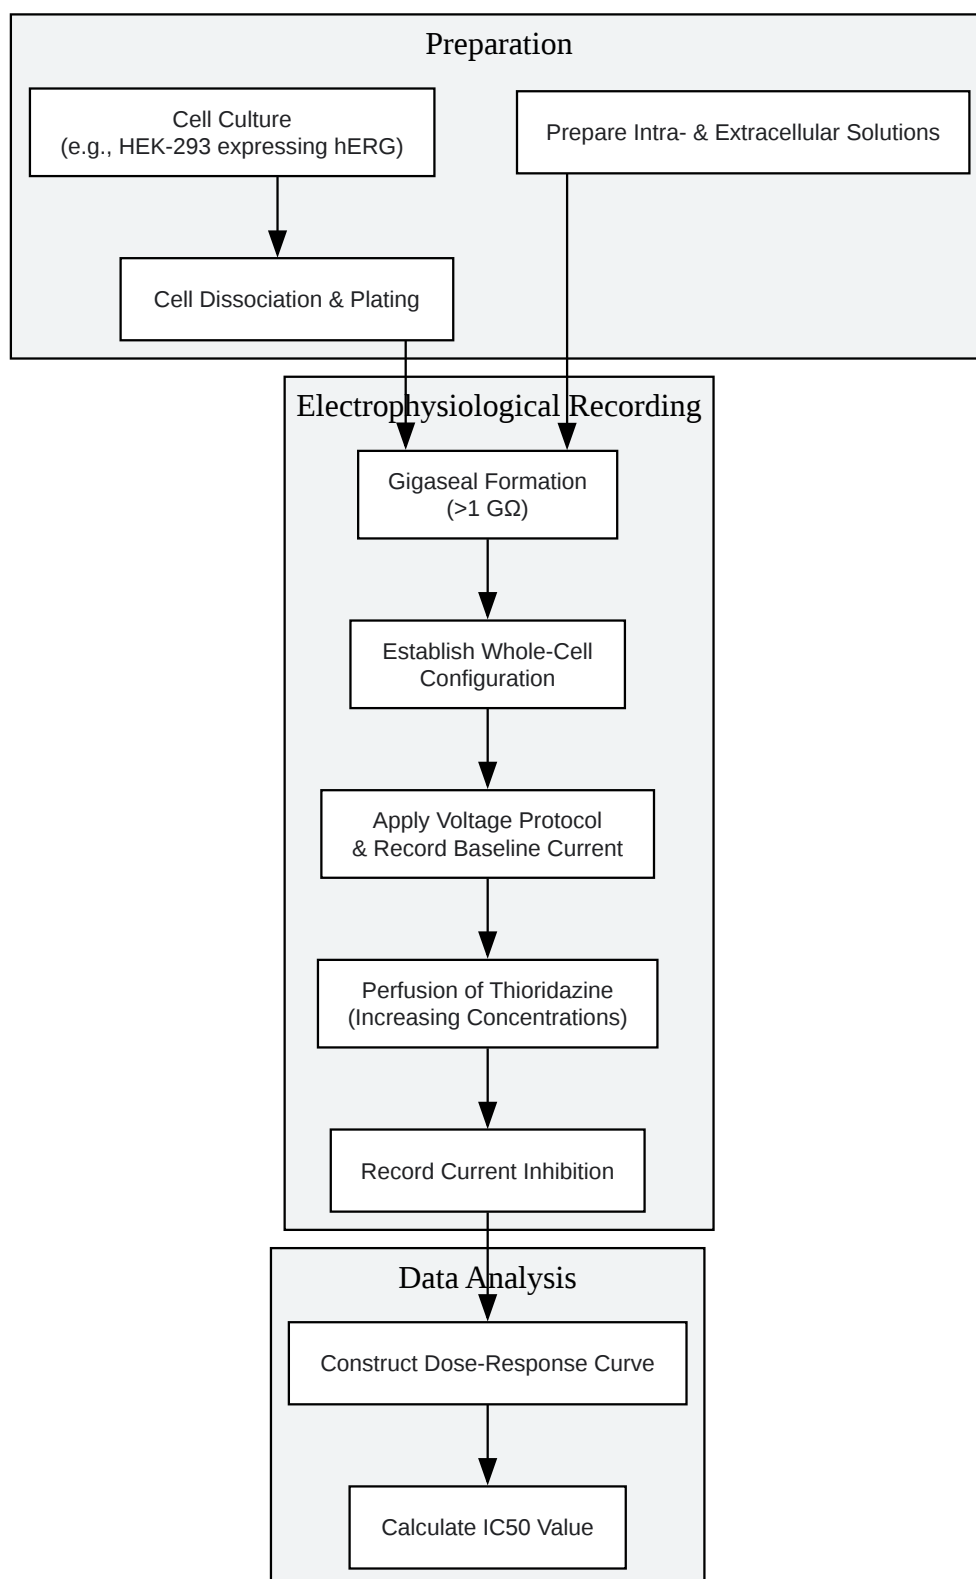 Preparation
Cell Culture
(e.g., HEK-293 expressing hERG)
Prepare Intra- & Extracellular Solutions
Cell Dissociation & Plating
Electrophysiological Recording
Gigaseal Formation
(>1 GΩ)
Establish Whole-Cell
Configuration
Apply Voltage Protocol
& Record Baseline Current
Perfusion of Thioridazine
(Increasing Concentrations)
Record Current Inhibition
Data Analysis
Construct Dose-Response Curve
Calculate IC50 Value